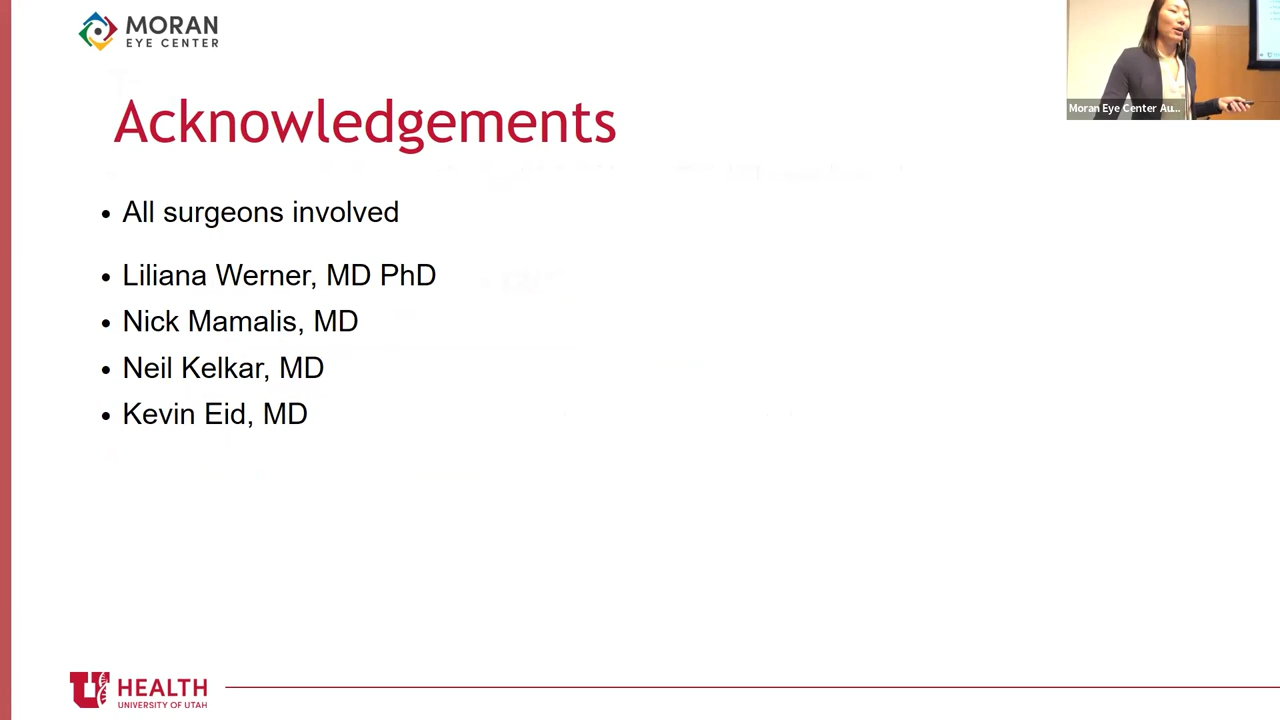 MORAN
EYE CENTER
Moran Eye Center Au...
Acknowledgements
• All surgeons involved
• Liliana Werner, MD PhD
• Nick Mamalis, MD
• Neil Kelkar, MD
• Kevin Eid, MD
U HEALTH
UNIVERSITY OF UTAH